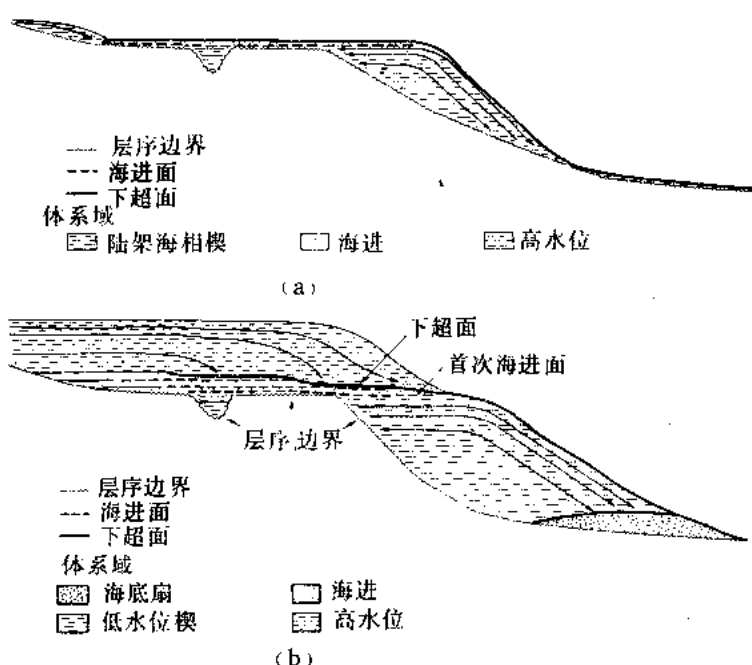 层序边界
海进面
下超面
体系域
陆架海相楔 海进 高水位
(a)
下超面
首次海进面
层序边界
层序边界
海进面
下超面
体系域
海底扇 海进
低水位楔 高水位
(b)